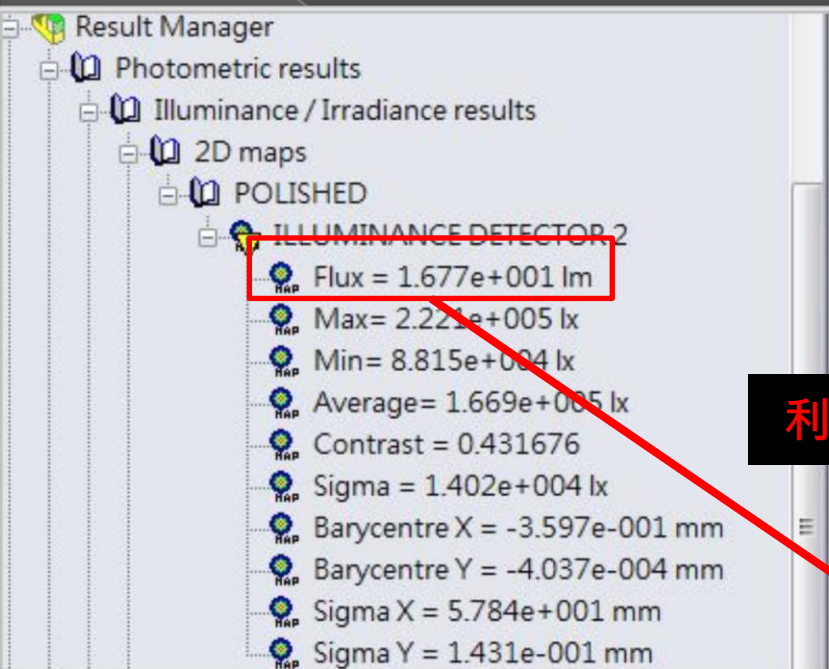 Result Manager
Photometric results
Illuminance / Irradiance results
2D maps
POLISHED
ILLUMINANCE DETECTOR 2
Flux = 1.677e+001 lm
Max= 2.221e+005 lx
Min= 8.815e+004 lx
Average= 1.669e+005 lx
利
Contrast = 0.431676
Sigma = 1.402e+004 lx
Barycentre X = -3.597e-001 mm
Barycentre Y = -4.037e-004 mm
Sigma X = 5.784e+001 mm
Sigma Y = 1.431e-001 mm